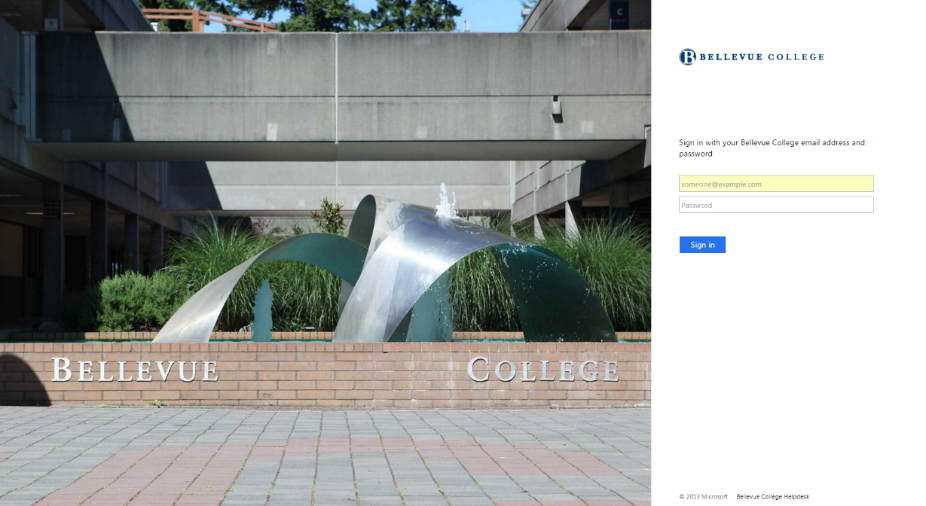 C
B BELLEVUE COLLEGE
Sign in with your Bellevue College email address and
password
someone@example.com
Password
Sign in
BELLEVUE COLLEGE
© 2013 Microsoft Bellevue College Helpdesk